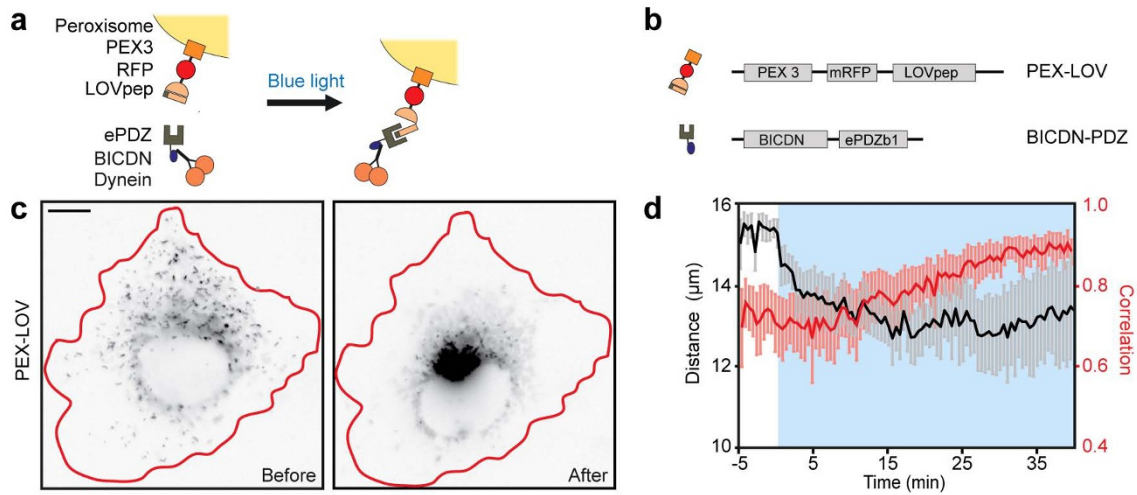 a
Peroxisome
PEX3
RFP
LOVpep
Blue light
ePDZ
BICDN
Dynein
b
PEX 3
mRFP
LOVpep
PEX-LOV
BICDN
ePDZb1
BICDN-PDZ
c
PEX-LOV
Before
After
d
16
14
12
10
Distance (µm)
1.0
0.8
0.6
0.4
Correlation
-5
5
15
25
35
Time (min)